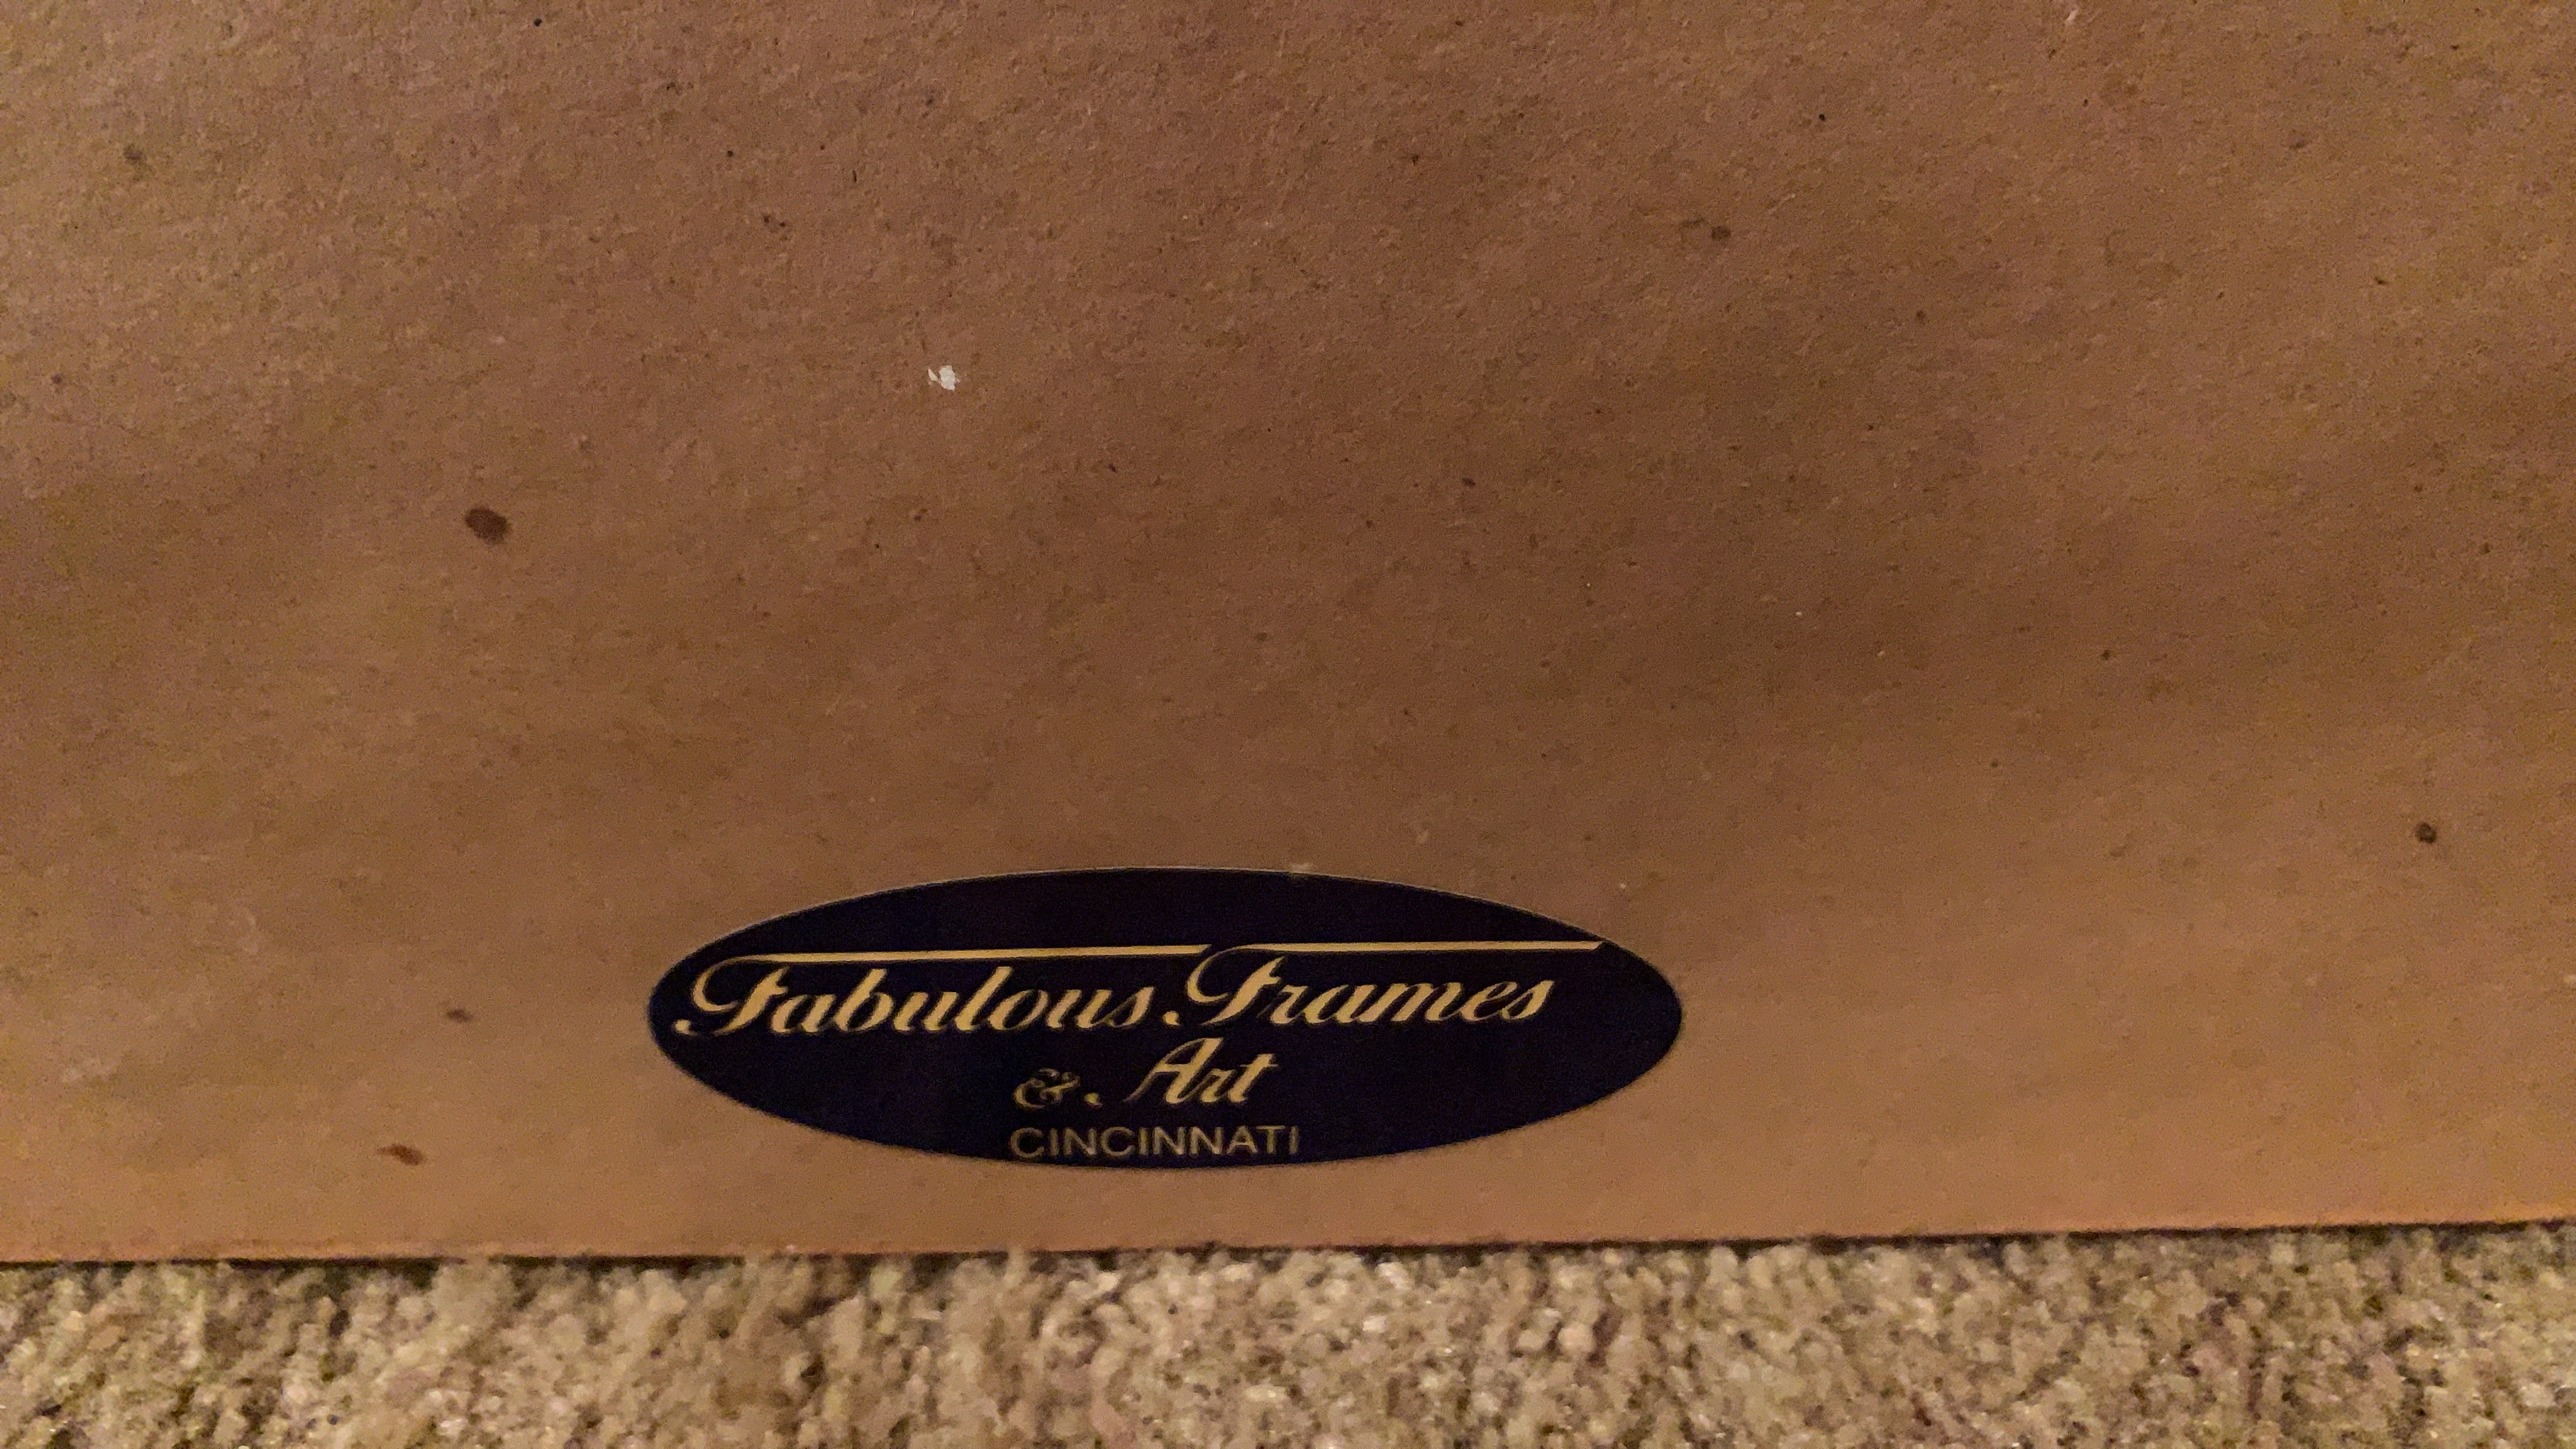 Fabulous Frames
& Art
CINCINNATI